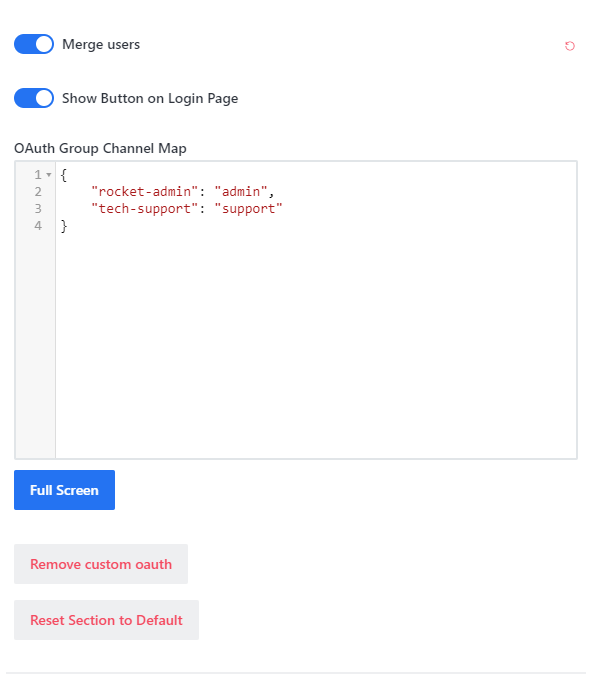 Merge users
Show Button on Login Page
OAuth Group Channel Map
1 {
2 "rocket-admin": "admin",
3 "tech-support": "support"
4 }
Full Screen
Remove custom oauth
Reset Section to Default